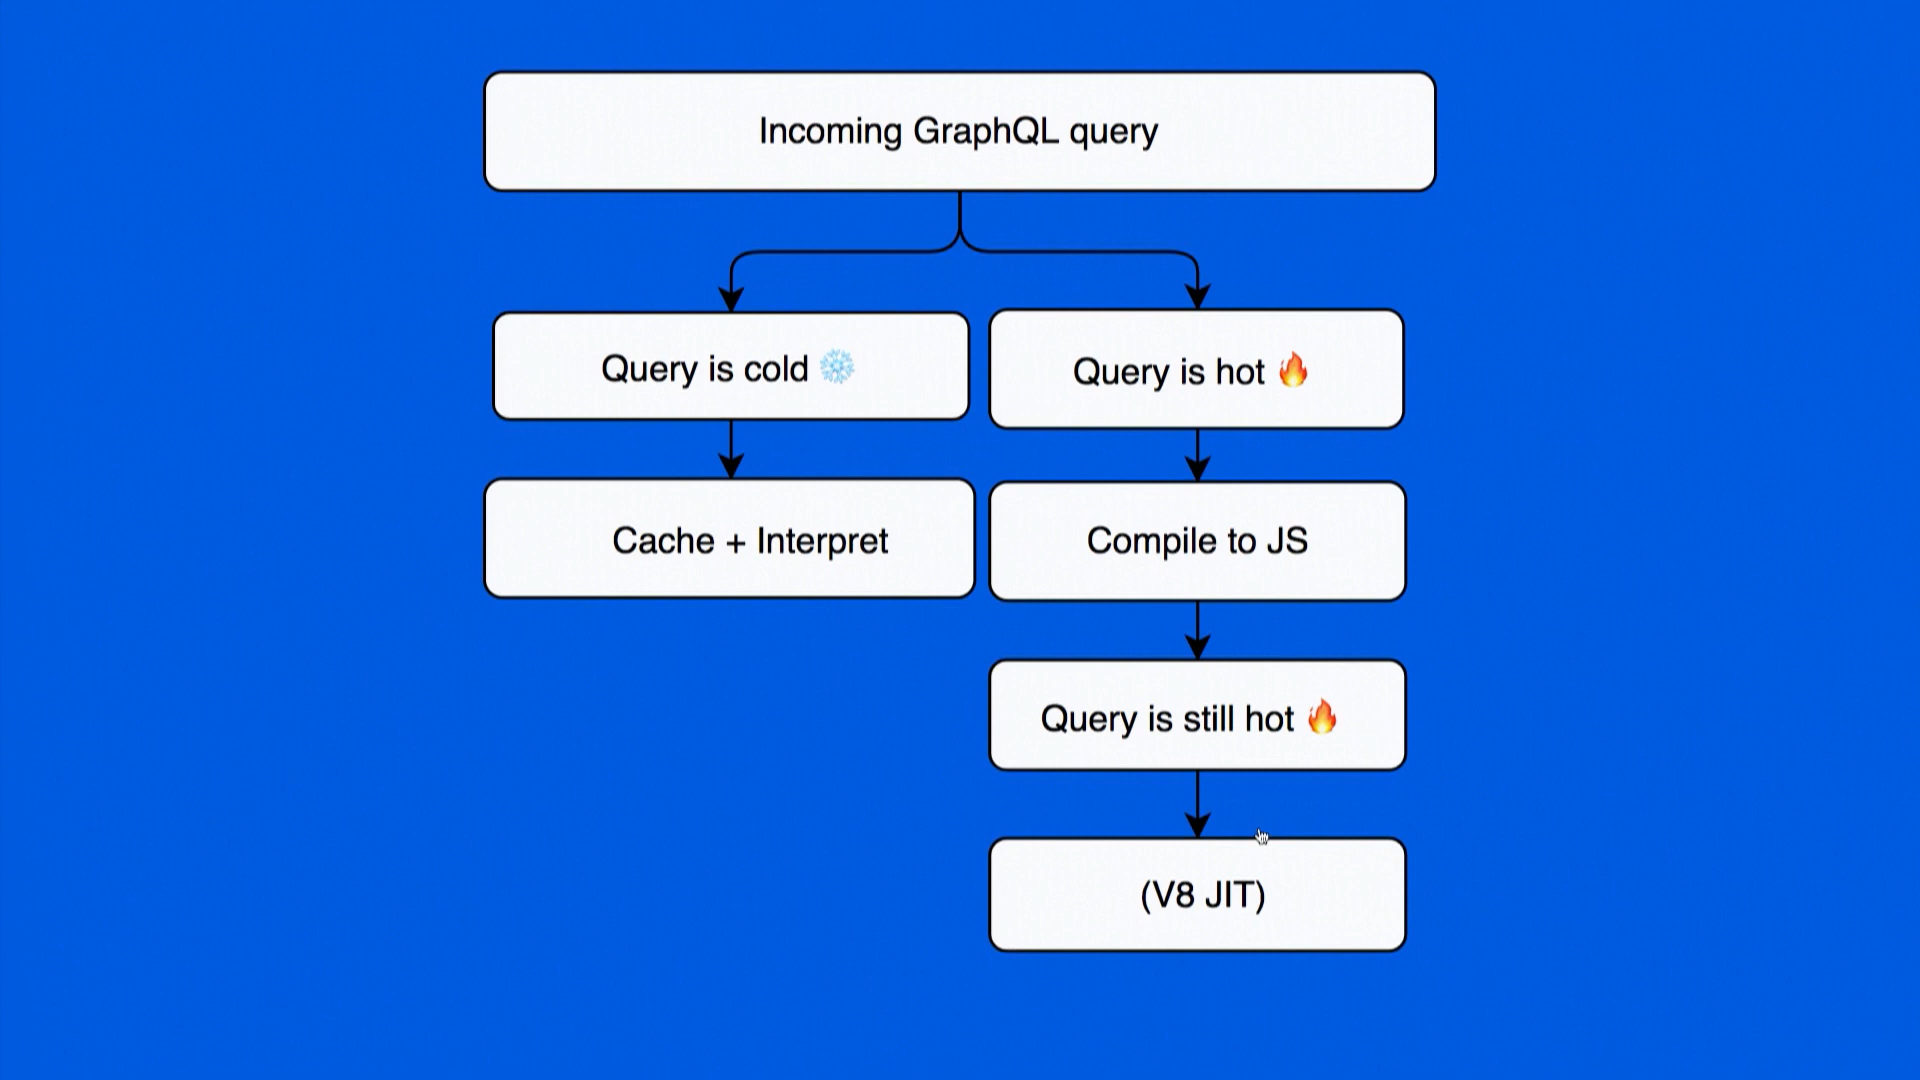 Incoming GraphQL query
Query is cold ❄️
Query is hot 🔥
Cache + Interpret
Compile to JS
Query is still hot 🔥
(V8 JIT)